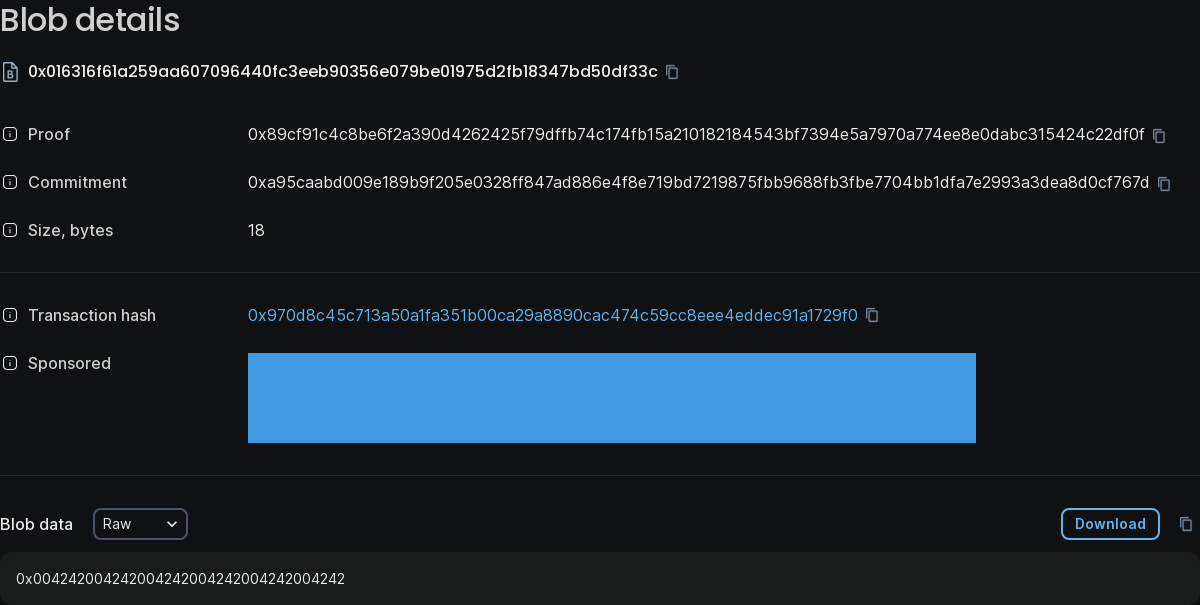 Blob details
0x016316f61a259aa607096440fc3eeb90356e079be01975d2fb18347bd50df33c
Proof 0x89cf91c4c8be6f2a390d4262425f79dffb74c174fb15a210182184543bf7394e5a7970a774ee8e0dabc315424c22df0f
Commitment 0xa95caabd009e189b9f205e0328ff847ad886e4f8e719bd7219875fbb9688fb3fbe7704bb1dfa7e2993a3dea8d0cf767d
Size, bytes 18
Transaction hash 0x970d8c45c713a50a1fa351b00ca29a8890cac474c59cc8eee4eddec91a1729f0
Sponsored
Blob data Raw Download
0x004242004242004242004242004242004242